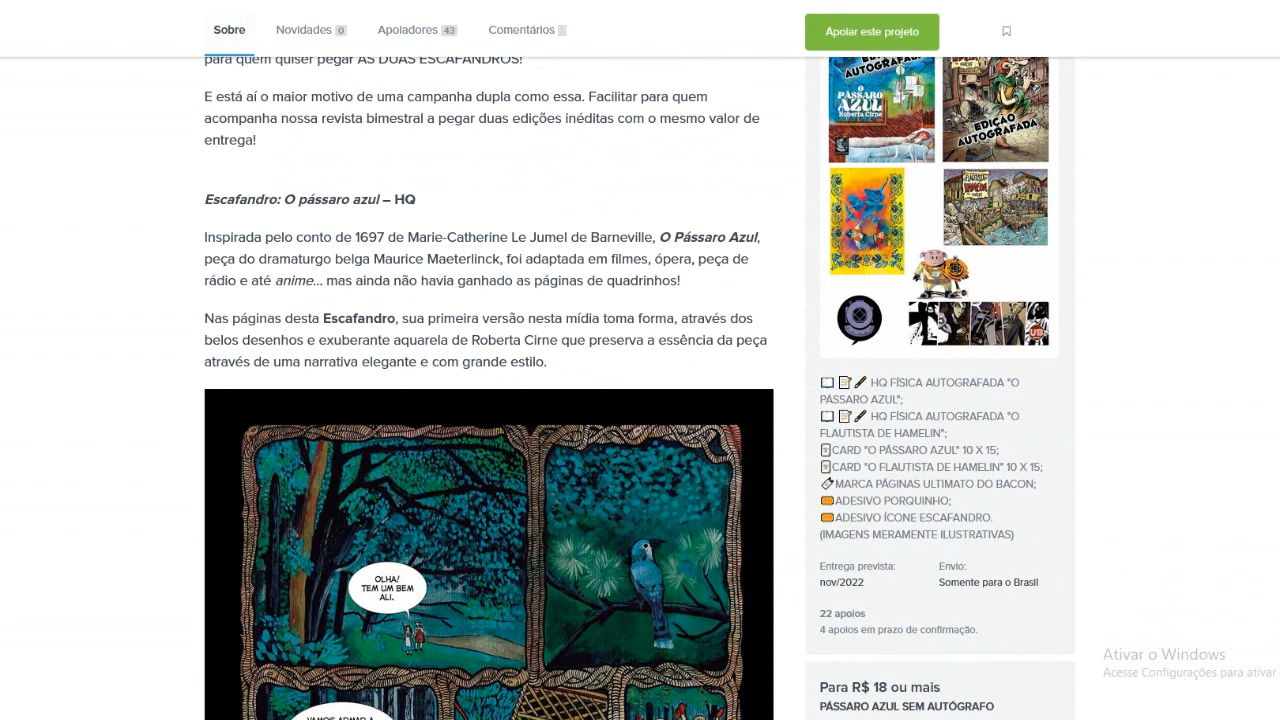 Sobre
Novidades 0
Apoiadores 43
Comentários
Apoiar este projeto
para quem quiser pegar AS DUAS ESCAFANDROS!
E está aí o maior motivo de uma campanha dupla como essa. Facilitar para quem
acompanha nossa revista bimestral a pegar duas edições inéditas com o mesmo valor de
entrega!
Escafandro: O pássaro azul – HQ
Inspirada pelo conto de 1697 de Marie-Catherine Le Jumel de Barneville, O Pássaro Azul,
peça do dramaturgo belga Maurice Maeterlinck, foi adaptada em filmes, ópera, peça de
rádio e até anime... mas ainda não havia ganhado as páginas de quadrinhos!
Nas páginas desta Escafandro, sua primeira versão nesta mídia toma forma, através dos
belos desenhos e exuberante aquarela de Roberta Cirne que preserva a essência da peça
através de uma narrativa elegante e com grande estilo.
OLHA!
TEM UM BEM
ALI.
VAMOS ARMAR A
AUTOGRAFADA
O
PÁSSARO
AZUL
Roberta Cirne
EDIÇÃO
AUTOGRAFADA
UB
HQ FÍSICA AUTOGRAFADA "O
PÁSSARO AZUL";
HQ FÍSICA AUTOGRAFADA "O
FLAUTISTA DE HAMELIN";
CARD "O PÁSSARO AZUL" 10 X 15;
CARD "O FLAUTISTA DE HAMELIN" 10 X 15;
MARCA PÁGINAS ULTIMATO DO BACON;
ADESIVO PORQUINHO;
ADESIVO ÍCONE ESCAFANDRO.
(IMAGENS MERAMENTE ILUSTRATIVAS)
Entrega prevista:
nov/2022
Envio:
Somente para o Brasil
22 apoios
4 apoios em prazo de confirmação.
Para R$ 18 ou mais
PÁSSARO AZUL SEM AUTÓGRAFO
Ativar o Windows
Acesse Configurações para ativar